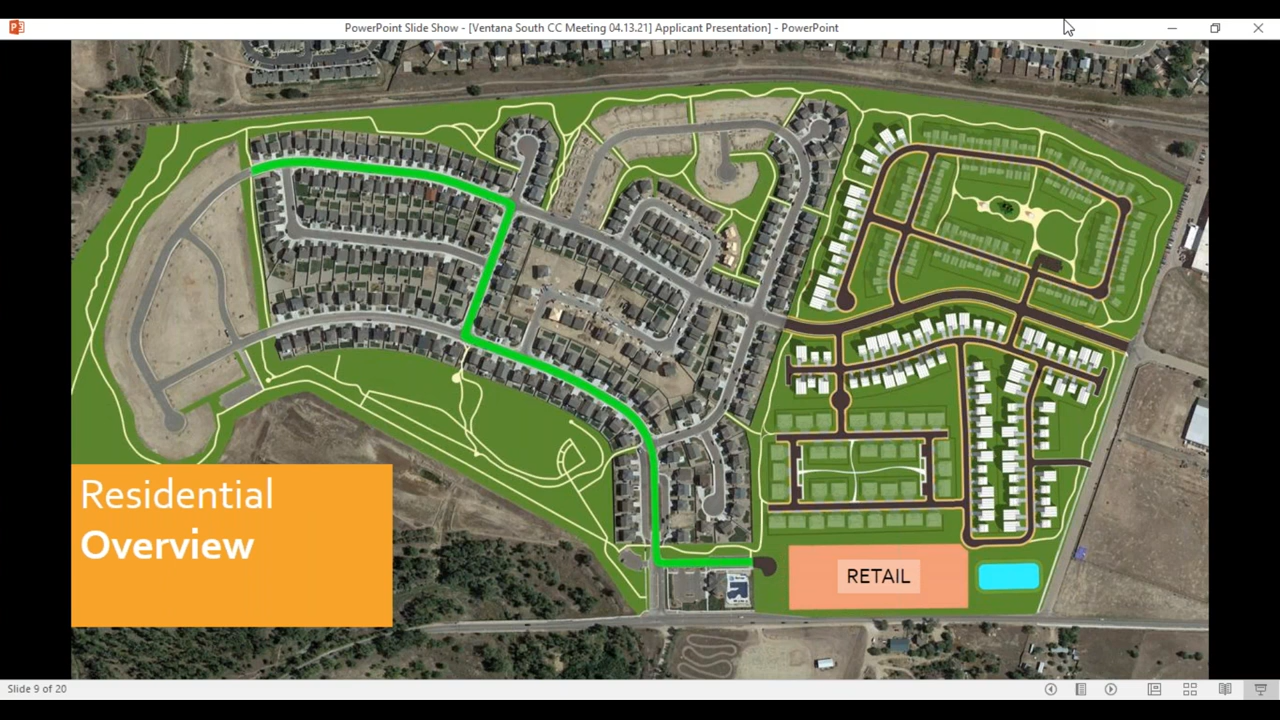 PowerPoint Slide Show - [Ventana South CC Meeting 04.13.21] Applicant Presentation] - PowerPoint
Residential
Overview
RETAIL
Slide 9 of 20